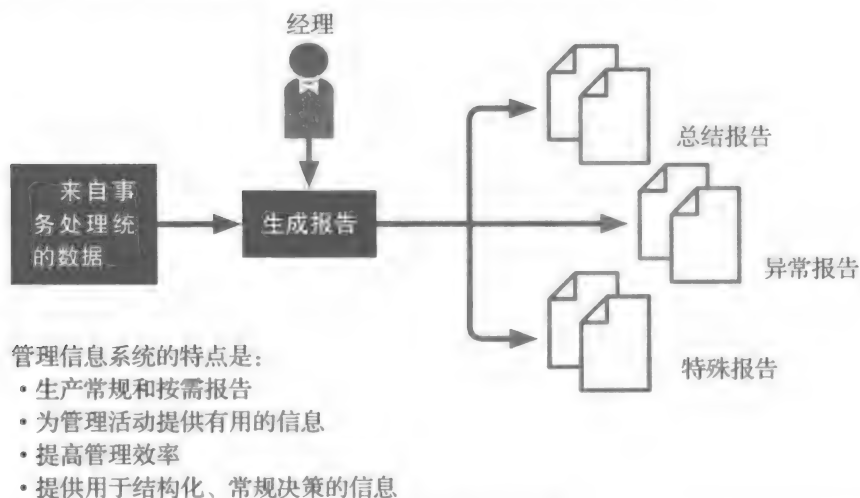 经理
来自事
务处理统
的数据
生成报告
总结报告
异常报告
特殊报告
管理信息系统的特点是：
·生产常规和按需报告
·为管理活动提供有用的信息
·提高管理效率
·提供用于结构化、常规决策的信息